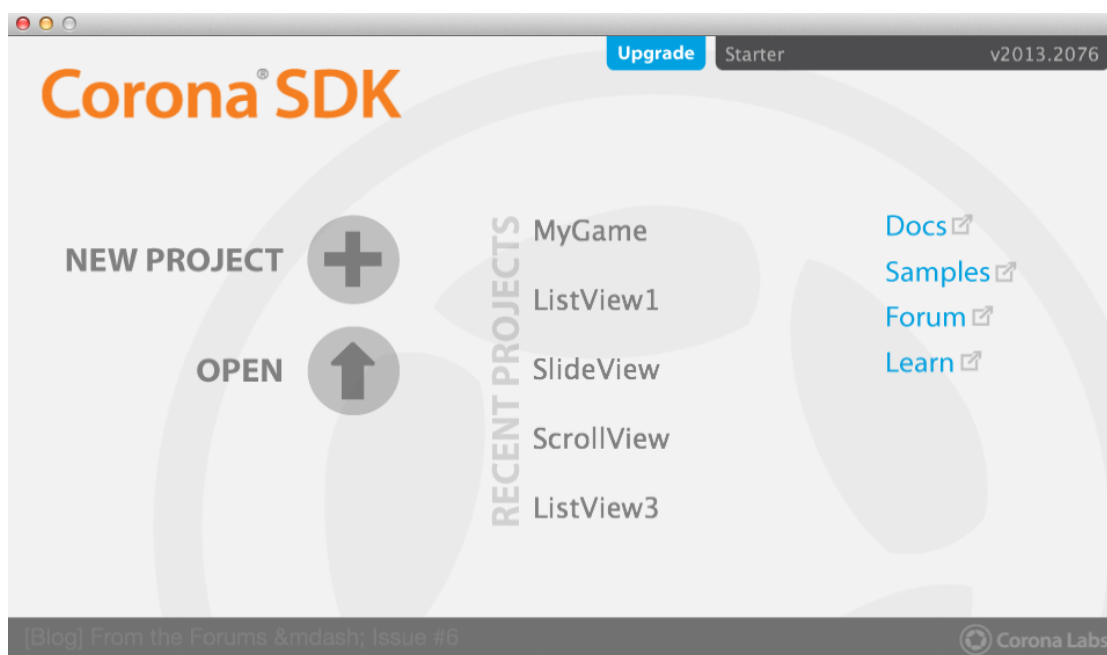 Upgrade
Starter
v2013.2076
Corona® SDK
NEW PROJECT
OPEN
RECENT PROJECTS
MyGame
ListView1
SlideView
ScrollView
ListView3
Docs
Samples
Forum
Learn
[Blog] From the Forums &mdash; Issue #6
Corona Labs